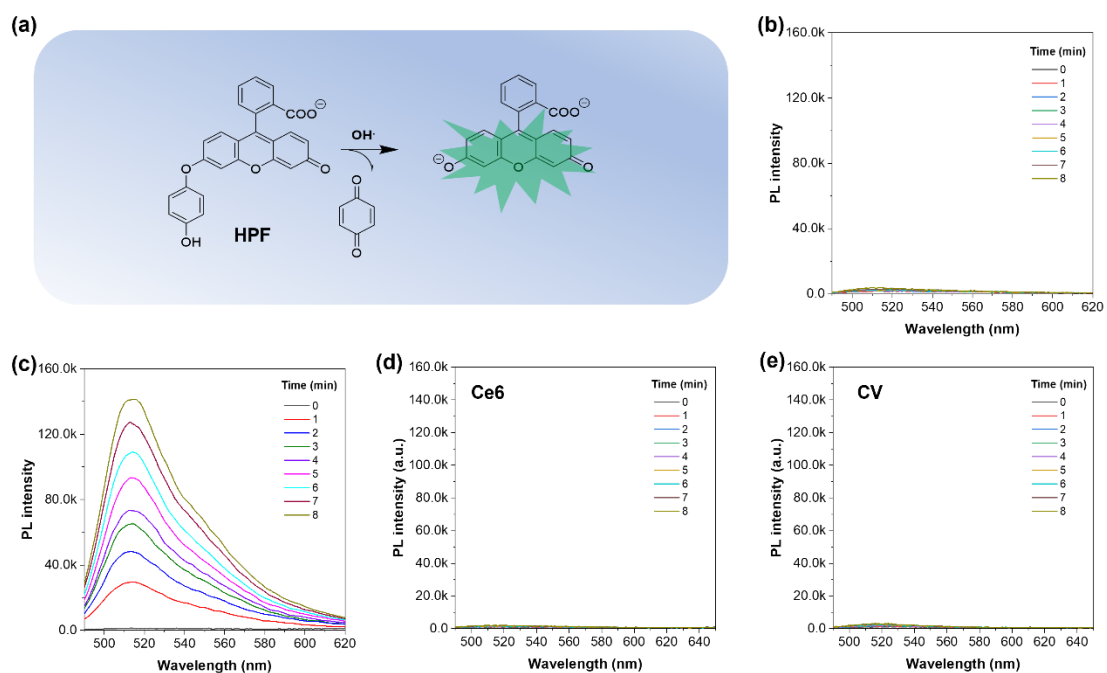 (a)
COO⊖
O
O
O
OH
HPF
OH·
O
O
COO⊖
⊖O
O
O
(b)
160.0k
120.0k
80.0k
40.0k
0.0
PL intensity
Time (min)
0
1
2
3
4
5
6
7
8
500 520 540 560 580 600 620
Wavelength (nm)
(c)
160.0k
120.0k
80.0k
40.0k
0.0
PL intensity
Time (min)
0
1
2
3
4
5
6
7
8
500 520 540 560 580 600 620
Wavelength (nm)
(d)
Ce6
160.0k
140.0k
120.0k
100.0k
80.0k
60.0k
40.0k
20.0k
0.0
PL intensity (a.u.)
Time (min)
0
1
2
3
4
5
6
7
8
500 520 540 560 580 600 620 640
Wavelength (nm)
(e)
CV
160.0k
140.0k
120.0k
100.0k
80.0k
60.0k
40.0k
20.0k
0.0
PL intensity (a.u.)
Time (min)
0
1
2
3
4
5
6
7
8
500 520 540 560 580 600 620 640
Wavelength (nm)